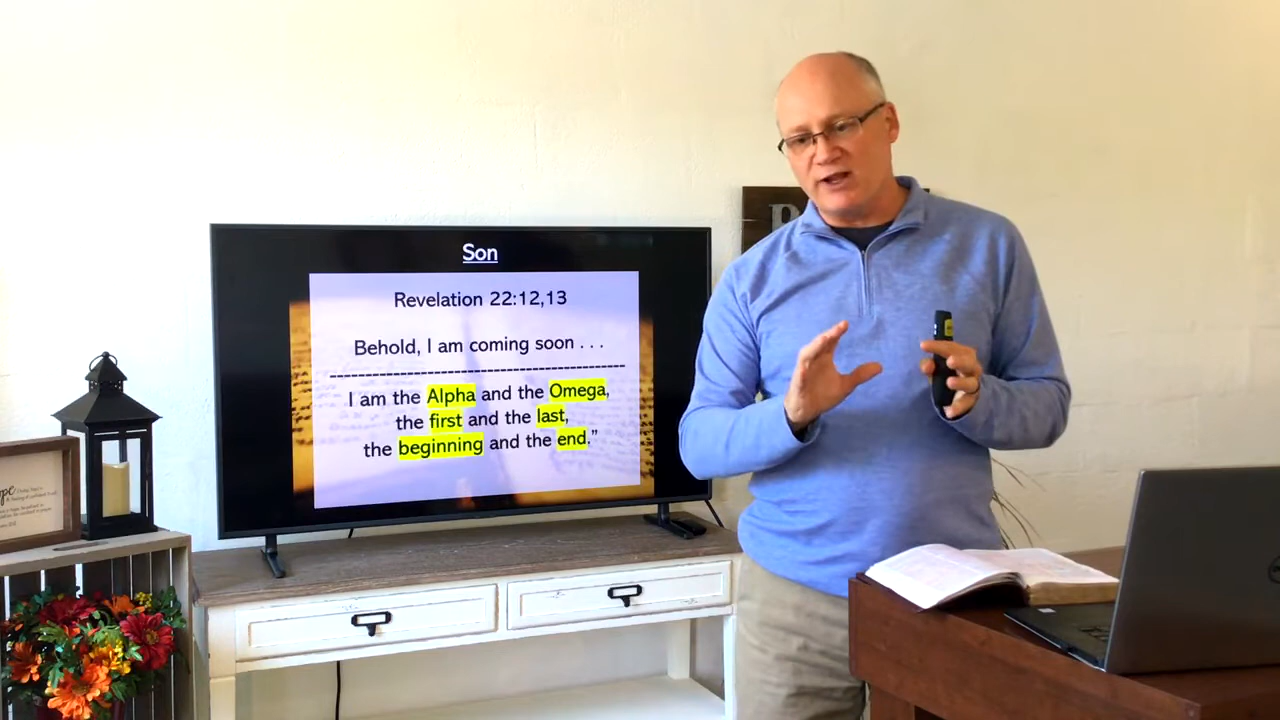 Son
Revelation 22:12,13
Behold, I am coming soon . . .
------------------------------------------------
I am the Alpha and the Omega,
the first and the last,
the beginning and the end.”